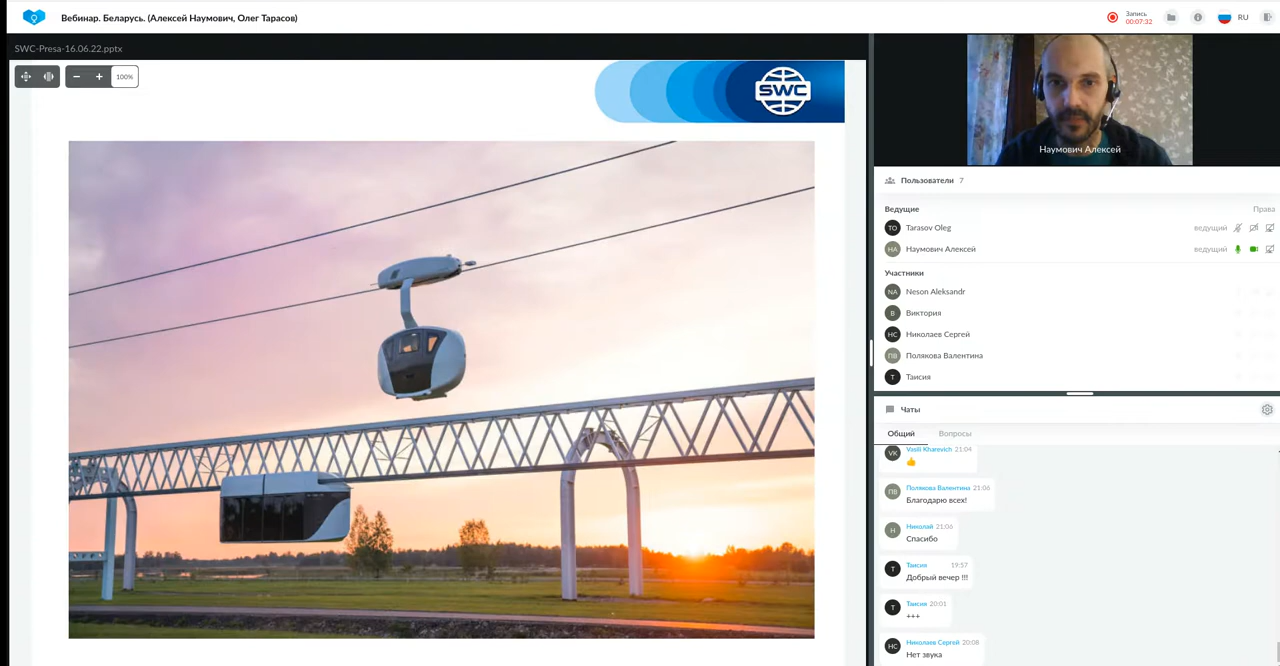 Вебинар. Беларусь. (Алексей Наумович, Олег Тарасов)
Запись
00:07:32
RU
SWC-Presa-16.06.22.pptx
100%
SWC
Наумович Алексей
Пользователи 7
Ведущие Права
TO Tarasov Oleg ведущий
НА Наумович Алексей ведущий
Участники
NA Neson Aleksandr
В Виктория
НС Николаев Сергей
ПВ Полякова Валентина
Т Таисия
Чаты
Общий Вопросы
VK Vasili Kharevich 21:04
👍
ПВ Полякова Валентина 21:06
Благодарю всех!
Н Николай 21:06
Спасибо
Т Таисия 19:57
Добрый вечер !!!
Т Таисия 20:01
+++
НС Николаев Сергей 20:08
Нет звука